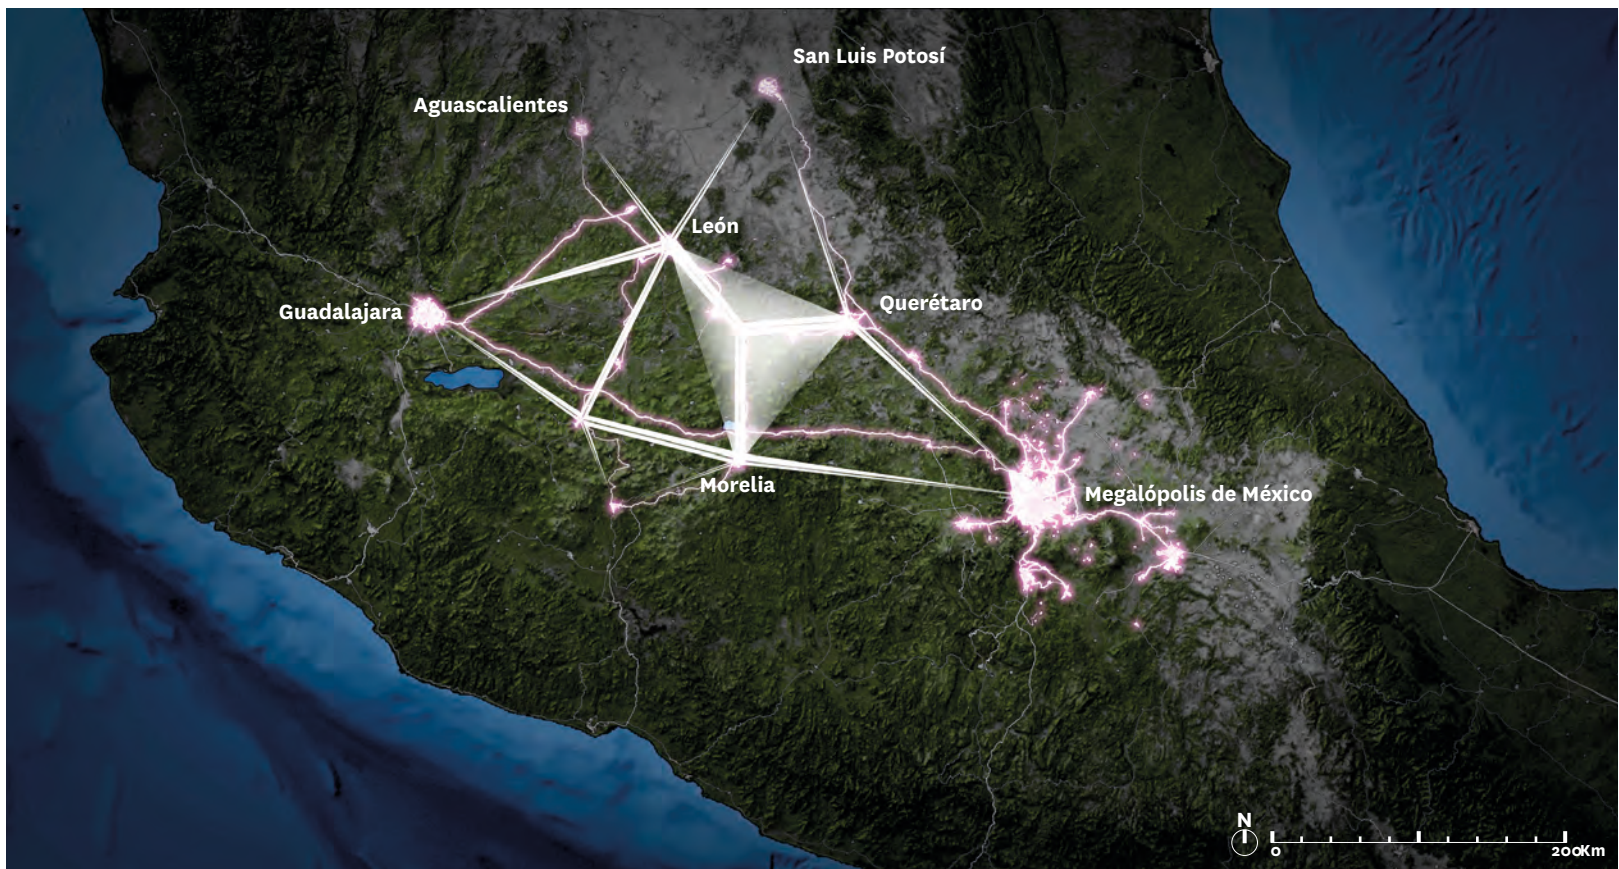 San Luis Potosí
Aguascalientes
León
Querétaro
Guadalajara
Morelia
Megalópolis de México
N
0
200Km